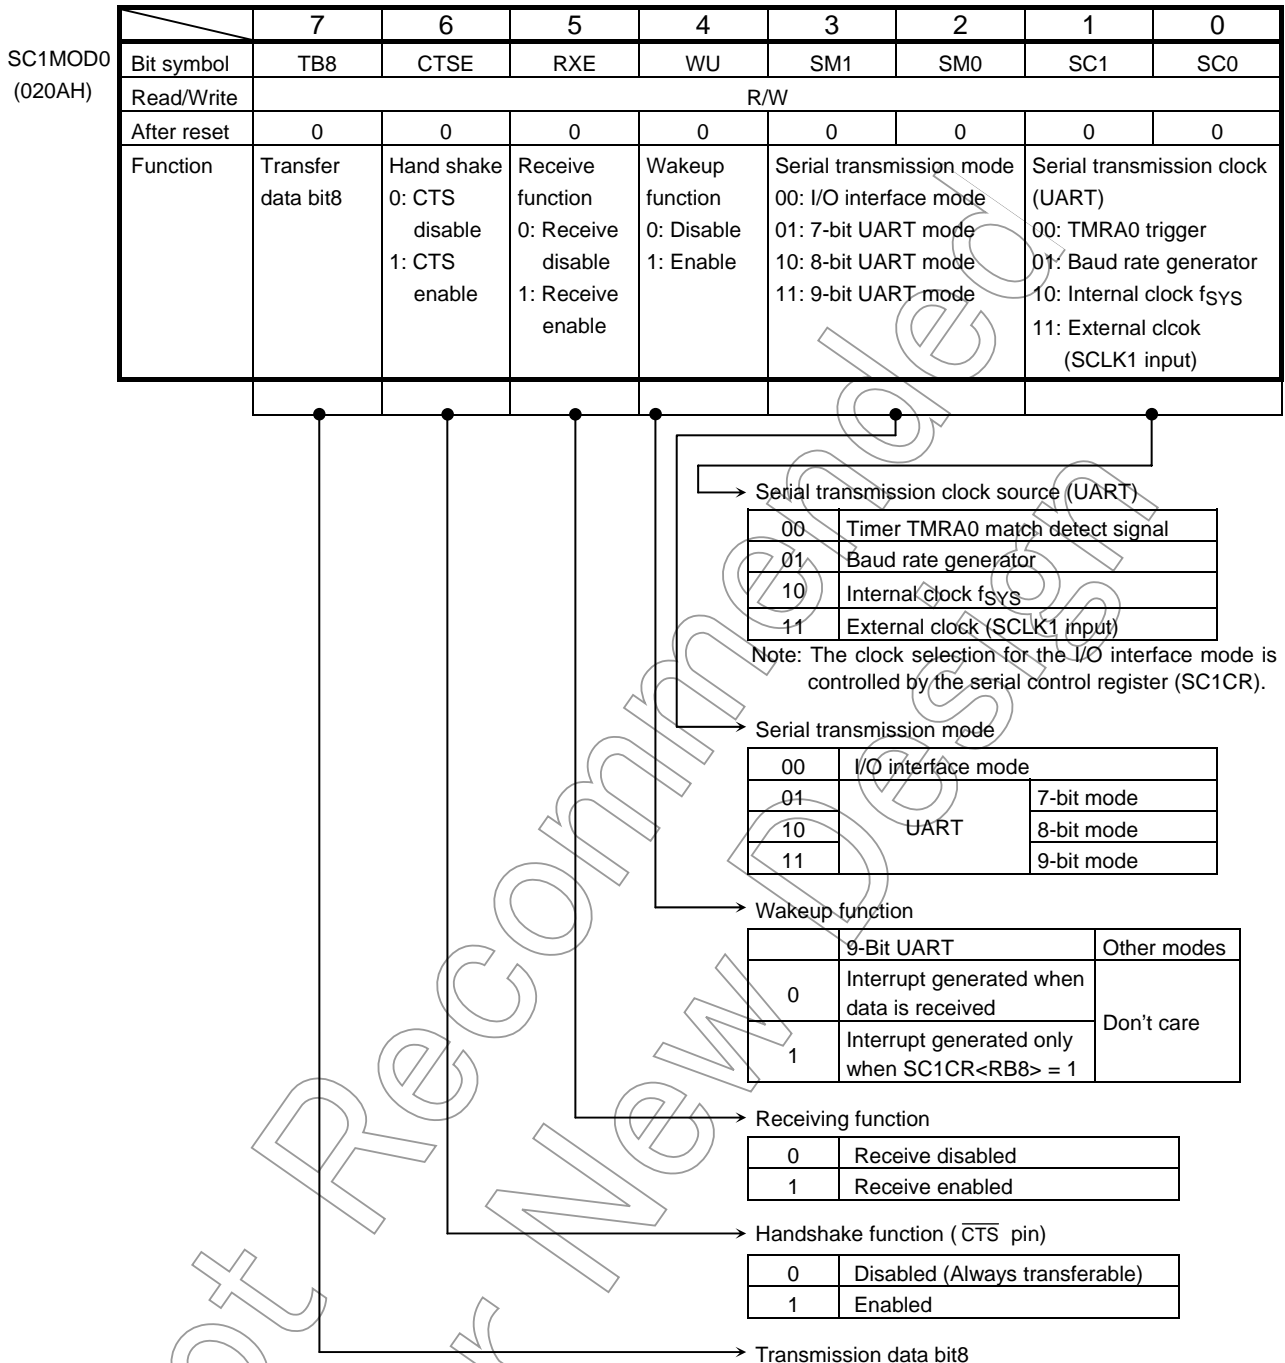 7 6 5 4 3 2 1 0
SC1MOD0
(020AH)
Bit symbol TB8 CTSE RXE WU SM1 SM0 SC1 SC0
Read/Write R/W
After reset 0 0 0 0 0 0 0 0
Function
Transfer
data bit8
Hand shake
0: CTS
disable
1: CTS
enable
Receive
function
0: Receive
disable
1: Receive
enable
Wakeup
function
0: Disable
1: Enable
Serial transmission mode
00: I/O interface mode
01: 7-bit UART mode
10: 8-bit UART mode
11: 9-bit UART mode
Serial transmission clock
(UART)
00: TMRA0 trigger
01: Baud rate generator
10: Internal clock fSYS
11: External clcok
(SCLK1 input)
Serial transmission clock source (UART)
00 Timer TMRA0 match detect signal
01 Baud rate generator
10 Internal clock fSYS
11 External clock (SCLK1 input)
Note: The clock selection for the I/O interface mode is
controlled by the serial control register (SC1CR).
Serial transmission mode
00 I/O interface mode
01 7-bit mode
10 UART 8-bit mode
11 9-bit mode
Wakeup function
9-Bit UART Other modes
0 Interrupt generated when
data is received
Don't care
1 Interrupt generated only
when SC1CR<RB8> = 1
Receiving function
0 Receive disabled
1 Receive enabled
Handshake function ( CTS pin)
0 Disabled (Always transferable)
1 Enabled
Transmission data bit8
Not Recommended
for New Design